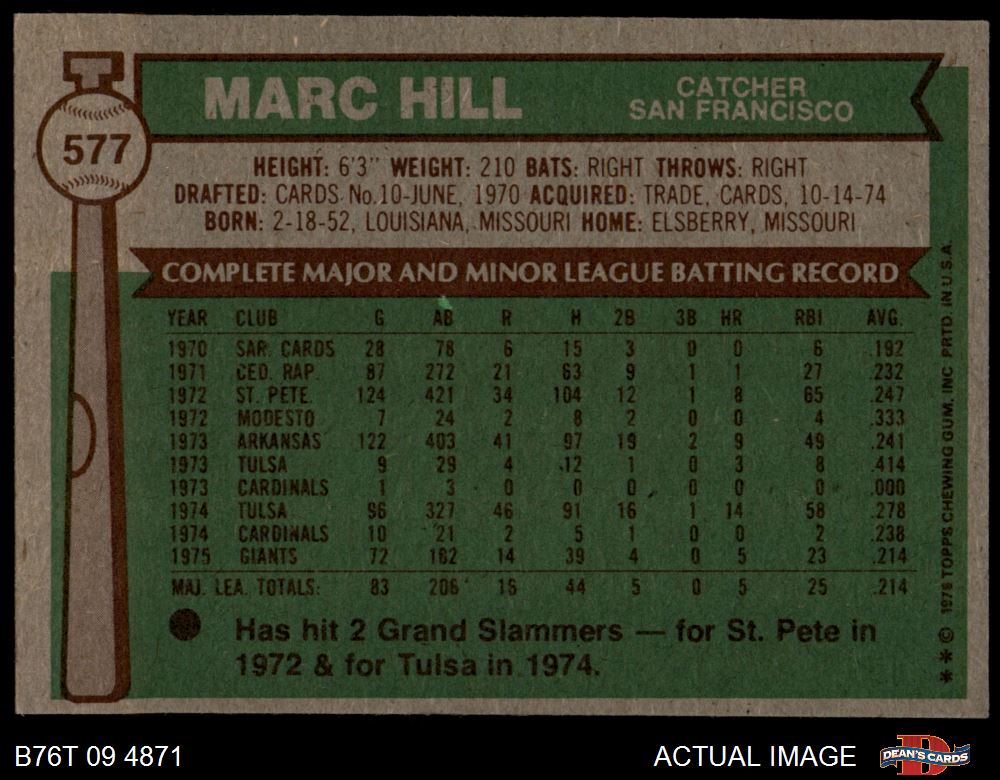 577
MARC HILL
CATCHER
SAN FRANCISCO
HEIGHT: 6'3" WEIGHT: 210 BATS: RIGHT THROWS: RIGHT
DRAFTED: CARDS No.10-JUNE, 1970 ACQUIRED: TRADE, CARDS, 10-14-74
BORN: 2-18-52, LOUISIANA, MISSOURI HOME: ELSBERRY, MISSOURI
COMPLETE MAJOR AND MINOR LEAGUE BATTING RECORD
YEAR CLUB G AB R H 2B 3B HR RBI AVG.
1970 SAR. CARDS 28 78 6 15 3 0 0 6 .192
1971 CED. RAP. 87 272 21 63 9 1 1 27 .232
1972 ST. PETE. 124 421 34 104 12 1 8 65 .247
1972 MODESTO 7 24 2 8 2 0 0 4 .333
1973 ARKANSAS 122 403 41 97 19 2 9 49 .241
1973 TULSA 9 29 4 12 1 0 3 8 .414
1973 CARDINALS 1 3 0 0 0 0 0 0 .000
1974 TULSA 96 327 46 91 16 1 14 58 .278
1974 CARDINALS 10 21 2 5 1 0 0 2 .238
1975 GIANTS 72 182 14 39 4 0 5 23 .214
MAJ. LEA. TOTALS: 83 206 16 44 5 0 5 25 .214
Has hit 2 Grand Slammers — for St. Pete in
1972 & for Tulsa in 1974.
* * © 1976 TOPPS CHEWING GUM, INC. PRTD. IN U.S.A.
B76T 09 4871
ACTUAL IMAGE
D
DEAN'S CARDS